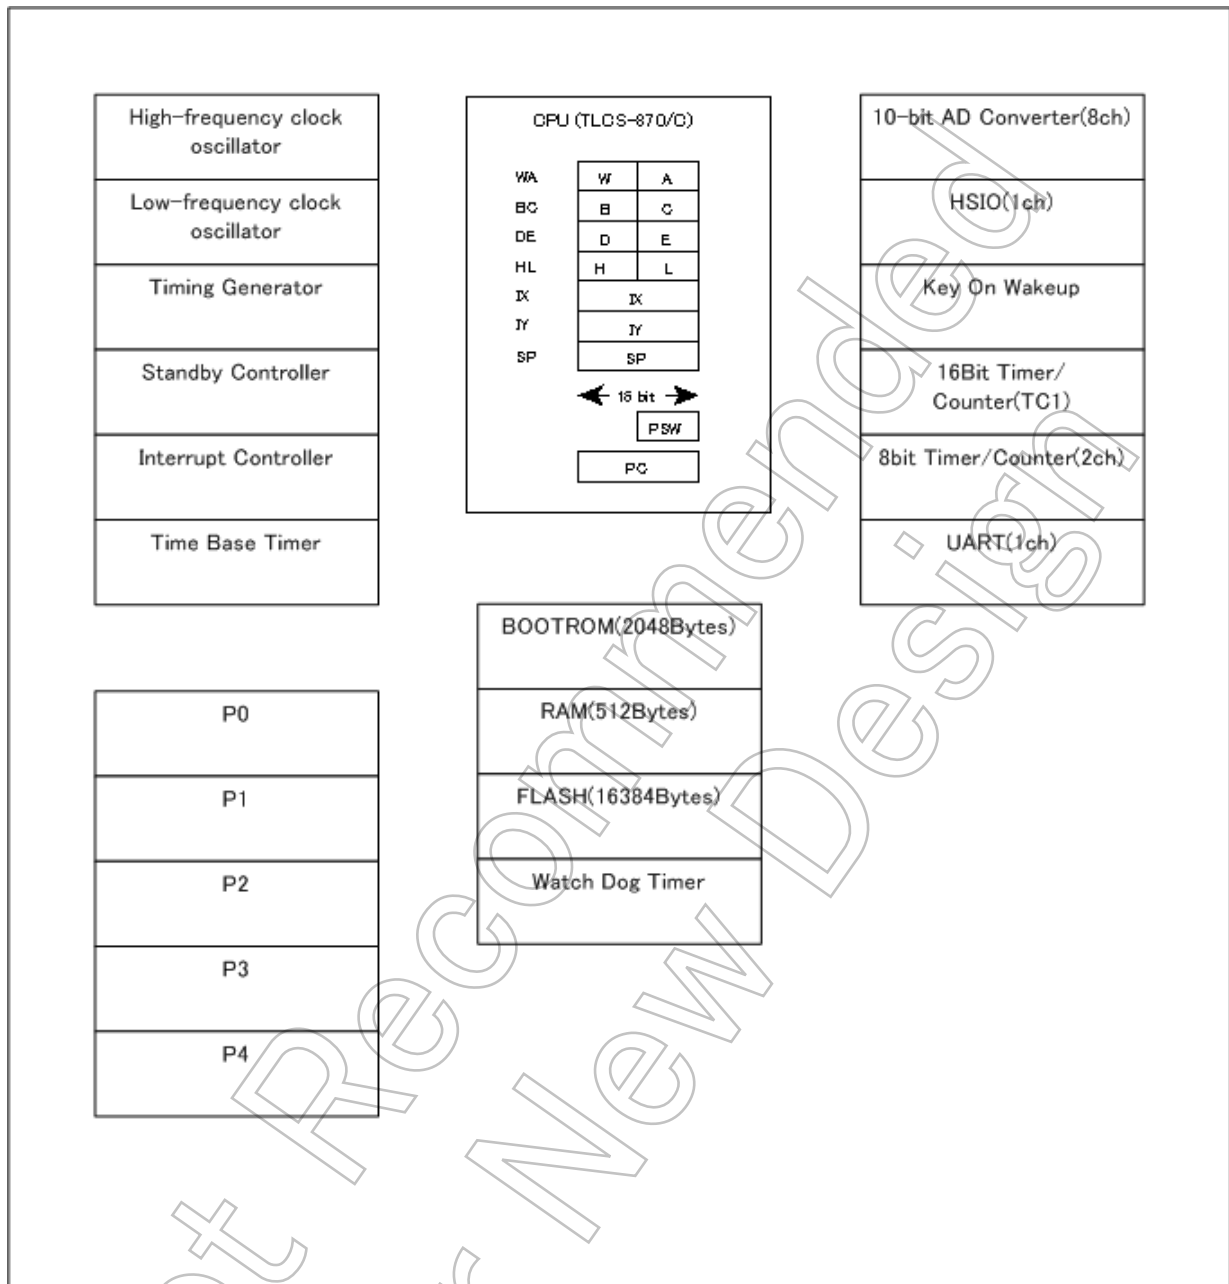 High-frequency clock
oscillator
Low-frequency clock
oscillator
Timing Generator
Standby Controller
Interrupt Controller
Time Base Timer
CPU (TLCS-870/C)
WA W A
BC B C
DE D E
HL H L
IX IX
IY IY
SP SP
16 bit
PSW
PC
10-bit AD Converter(8ch)
HSIO(1ch)
Key On Wakeup
16Bit Timer/
Counter(TC1)
8bit Timer/Counter(2ch)
UART(1ch)
BOOTROM(2048Bytes)
RAM(512Bytes)
FLASH(16384Bytes)
Watch Dog Timer
P0
P1
P2
P3
P4
Recommended
New Design